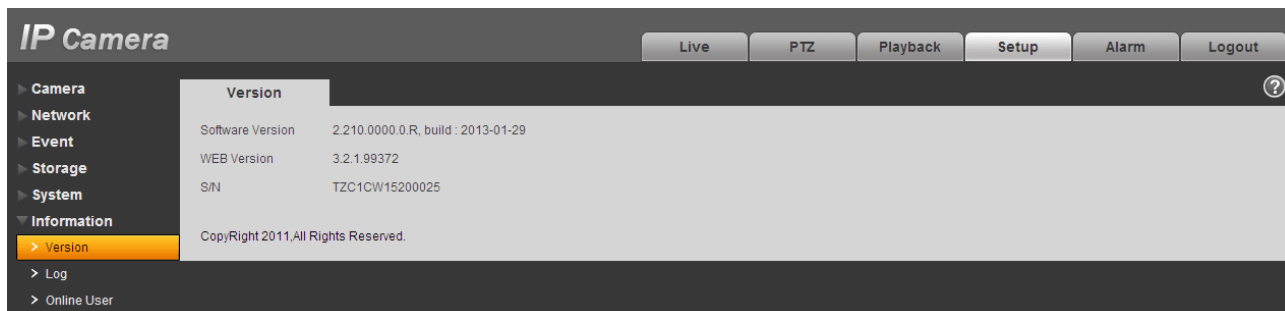 IP Camera
Live PTZ Playback Setup Alarm Logout
Camera
Network
Event
Storage
System
Information
> Version
> Log
> Online User
Version
?
Software Version 2.210.0000.0.R, build : 2013-01-29
WEB Version 3.2.1.99372
S/N TZC1CW15200025
CopyRight 2011,All Rights Reserved.